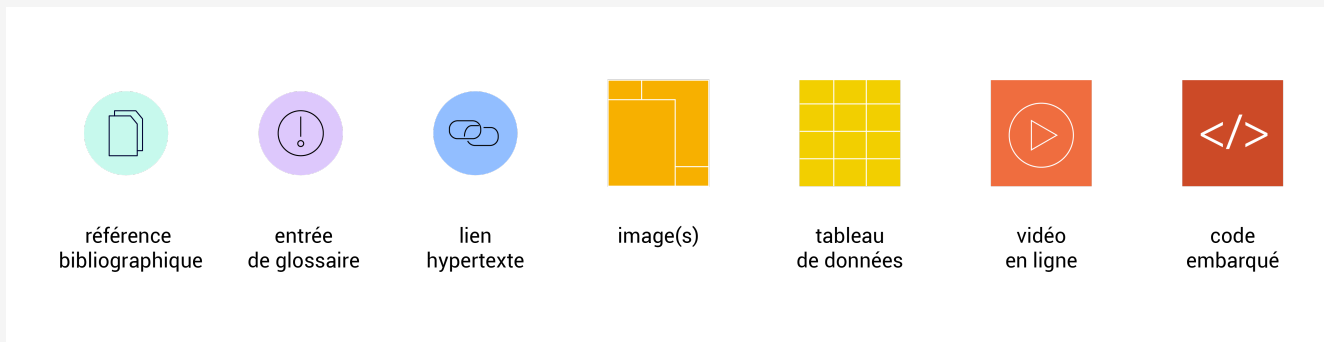 référence
bibliographique
entrée
de glossaire
lien
hypertexte
image(s)
tableau
de données
vidéo
en ligne
</>
code
embarqué